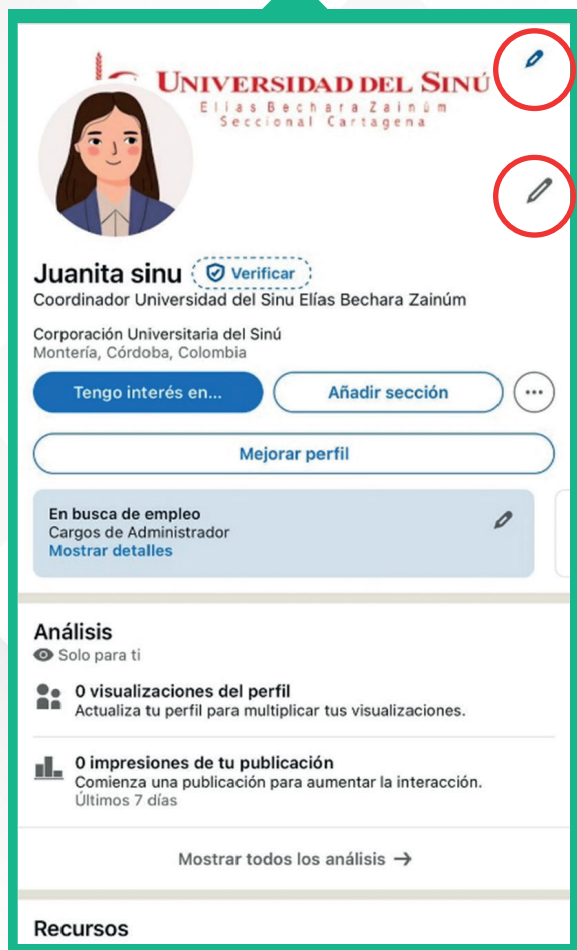 UNIVERSIDAD DEL SINÚ
Elías Bechara Zainúm
Seccional Cartagena
Juanita sinu Verificar
Coordinador Universidad del Sinu Elías Bechara Zainúm
Corporación Universitaria del Sinú
Montería, Córdoba, Colombia
Tengo interés en... Añadir sección
Mejorar perfil
En busca de empleo
Cargos de Administrador
Mostrar detalles
Análisis
Solo para ti
0 visualizaciones del perfil
Actualiza tu perfil para multiplicar tus visualizaciones.
0 impresiones de tu publicación
Comienza una publicación para aumentar la interacción.
Últimos 7 días
Mostrar todos los análisis →
Recursos